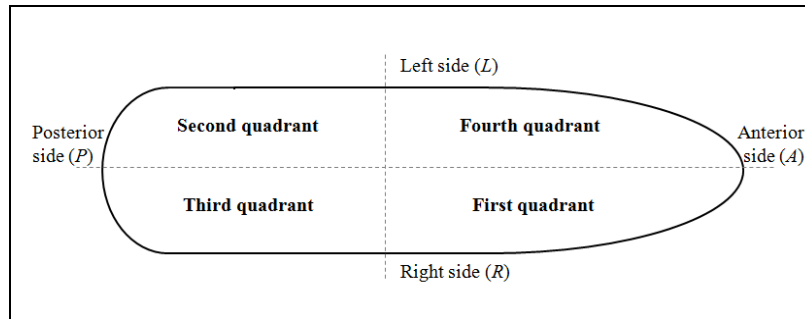 Left side (L)
Second quadrant
Fourth quadrant
Posterior
side (P)
Anterior
side (A)
Third quadrant
First quadrant
Right side (R)